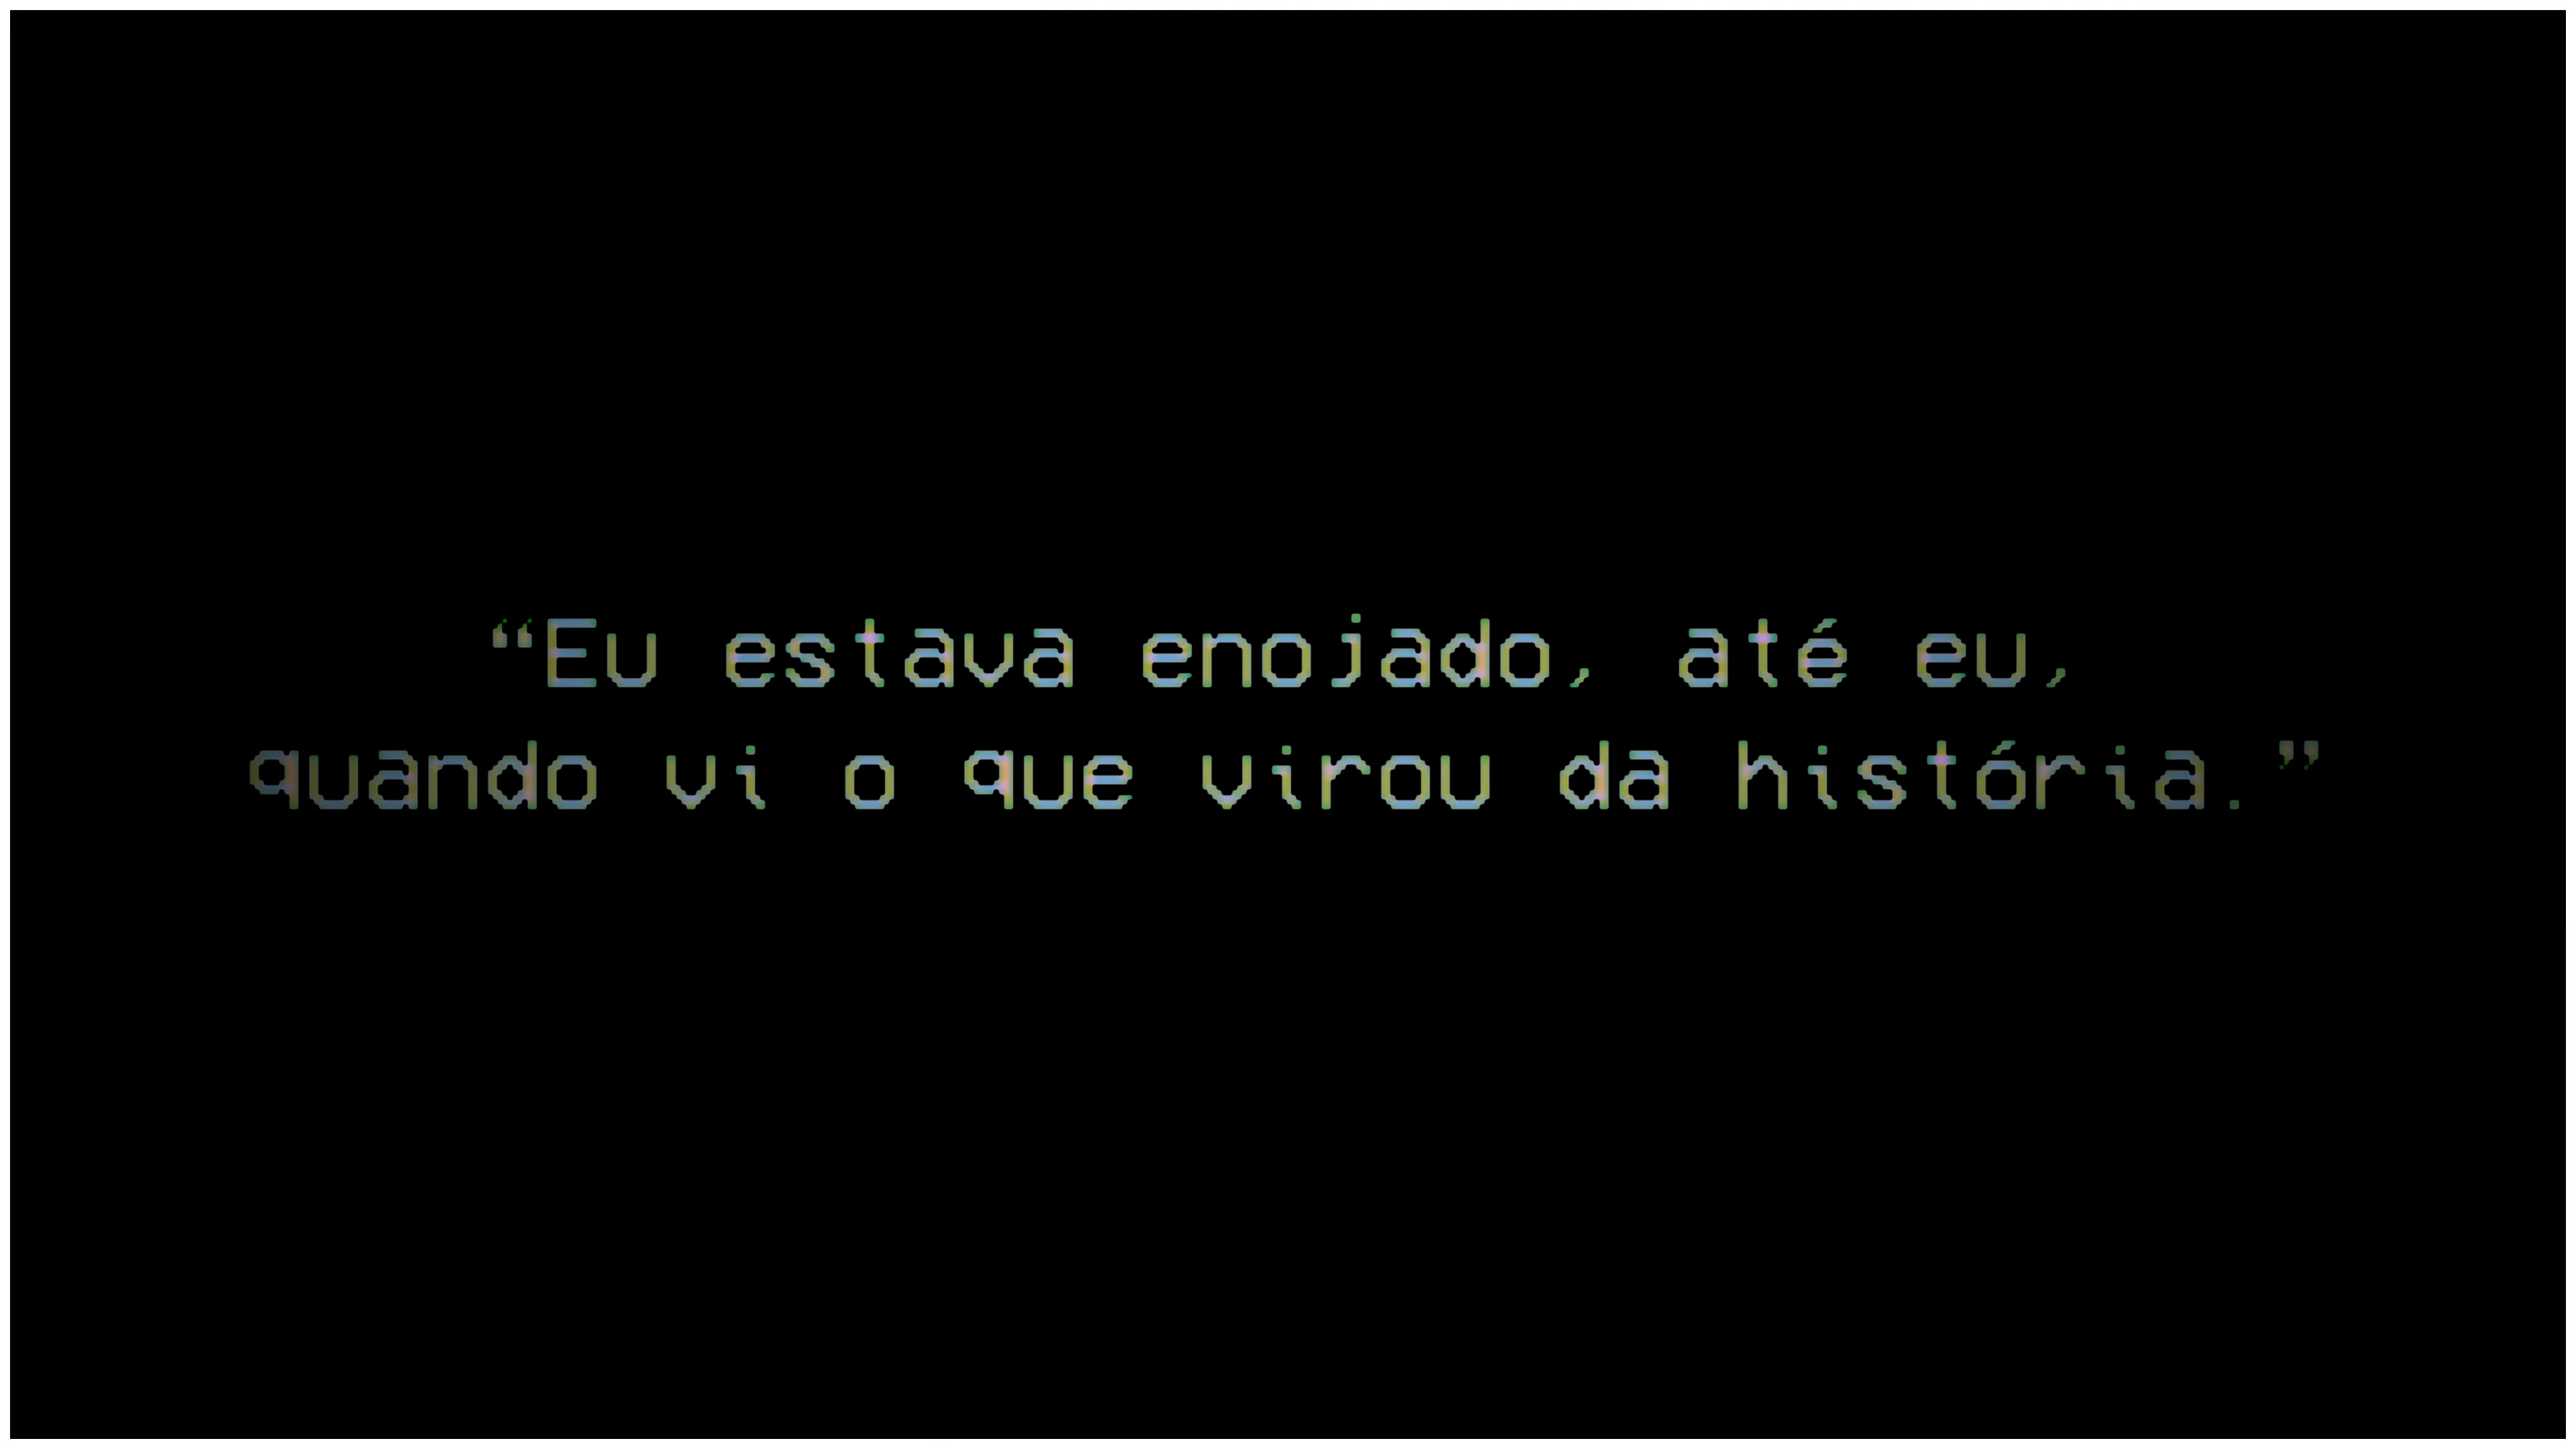 “Eu estava enojado, até eu,
quando vi o que virou da história.”